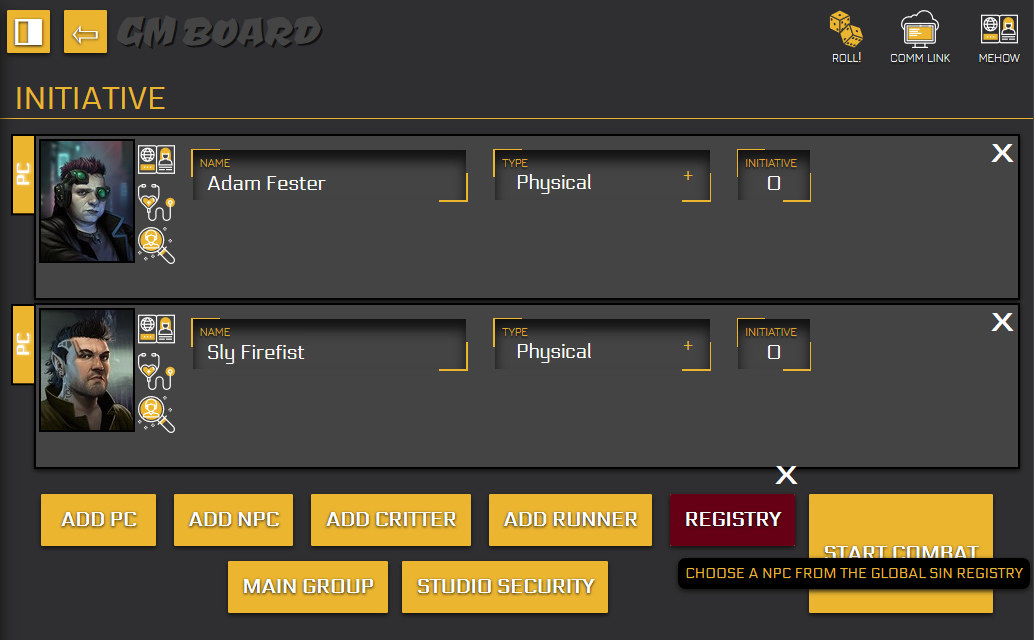 GM BOARD
ROLL!
COMM LINK
MEHOW
INITIATIVE
PC
NAME
Adam Fester
TYPE
Physical
+
INITIATIVE
0
X
PC
NAME
Sly Firefist
TYPE
Physical
+
INITIATIVE
0
X
X
ADD PC
ADD NPC
ADD CRITTER
ADD RUNNER
REGISTRY
START COMBAT
CHOOSE A NPC FROM THE GLOBAL SIN REGISTRY
MAIN GROUP
STUDIO SECURITY